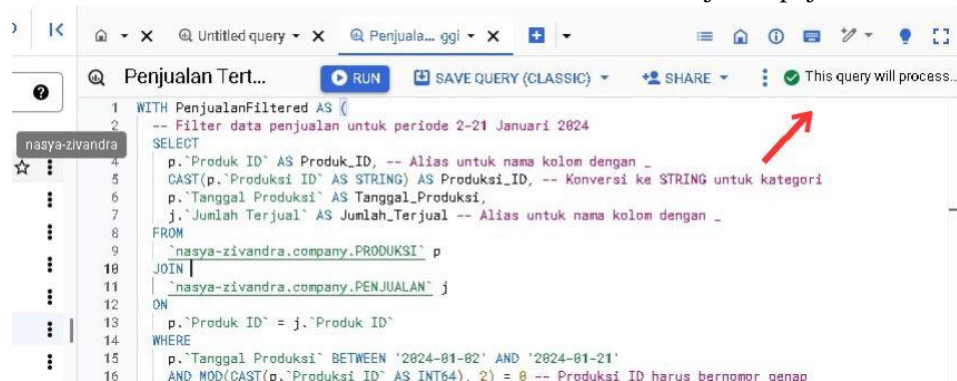 Untitled query
Penjuala... ggi
Penjualan Tert...
RUN
SAVE QUERY (CLASSIC)
SHARE
This query will process..
nasya-zivandra
1 WITH PenjualanFiltered AS (
2 -- Filter data penjualan untuk periode 2-21 Januari 2024
SELECT
4 p.`Produk ID` AS Produk_ID, -- Alias untuk nama kolom dengan _
5 CAST(p.`Produksi ID` AS STRING) AS Produksi_ID, -- Konversi ke STRING untuk kategori
6 p.`Tanggal Produksi` AS Tanggal_Produksi,
7 j.`Jumlah Terjual` AS Jumlah_Terjual -- Alias untuk nama kolom dengan _
8 FROM
9 `nasya-zivandra.company.PRODUKSI` p
10 JOIN
11 `nasya-zivandra.company.PENJUALAN` j
12 ON
13 p.`Produk ID` = j.`Produk ID`
14 WHERE
15 p.`Tanggal Produksi` BETWEEN '2024-01-02' AND '2024-01-21'
16 AND MOD(CAST(p.`Produksi ID` AS INT64), 2) = 0 -- Produksi ID harus bernomor genap